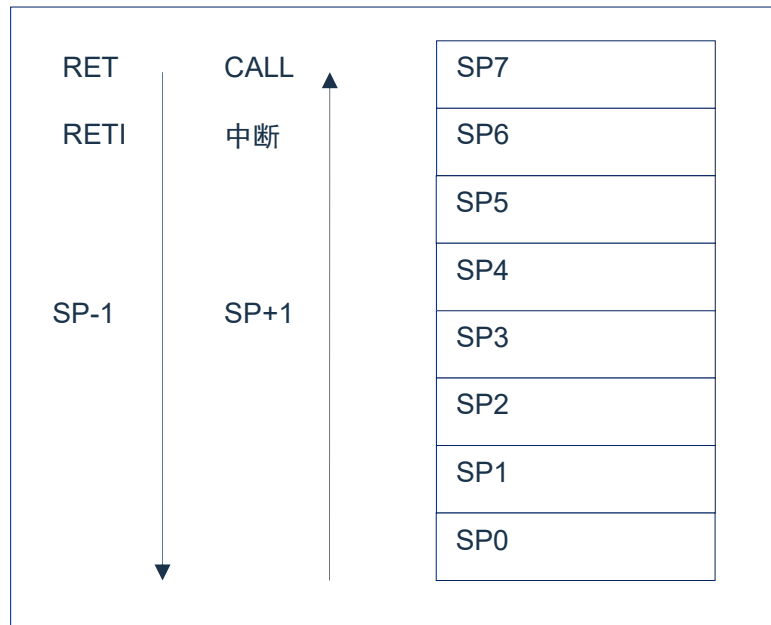 RET CALL SP7
RETI 中断 SP6
SP5
SP4
SP-1 SP+1 SP3
SP2
SP1
SP0